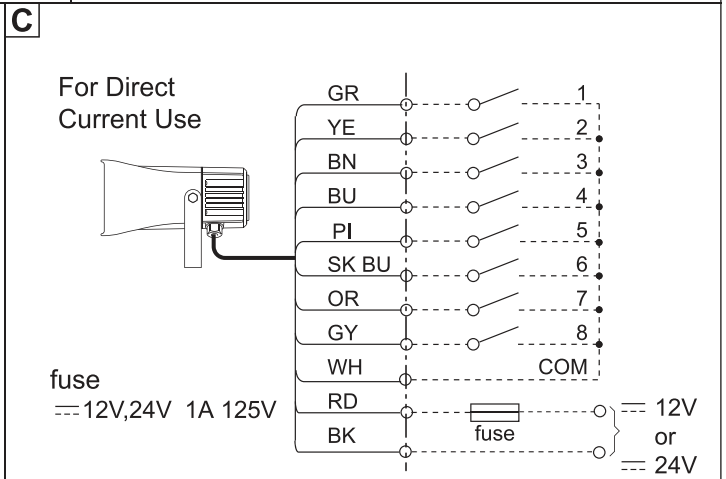 C
For Direct
Current Use
GR 1
YE 2
BN 3
BU 4
PI 5
SK BU 6
OR 7
GY 8
WH COM
fuse
12V,24V 1A 125V
RD 12V
fuse or
BK 24V